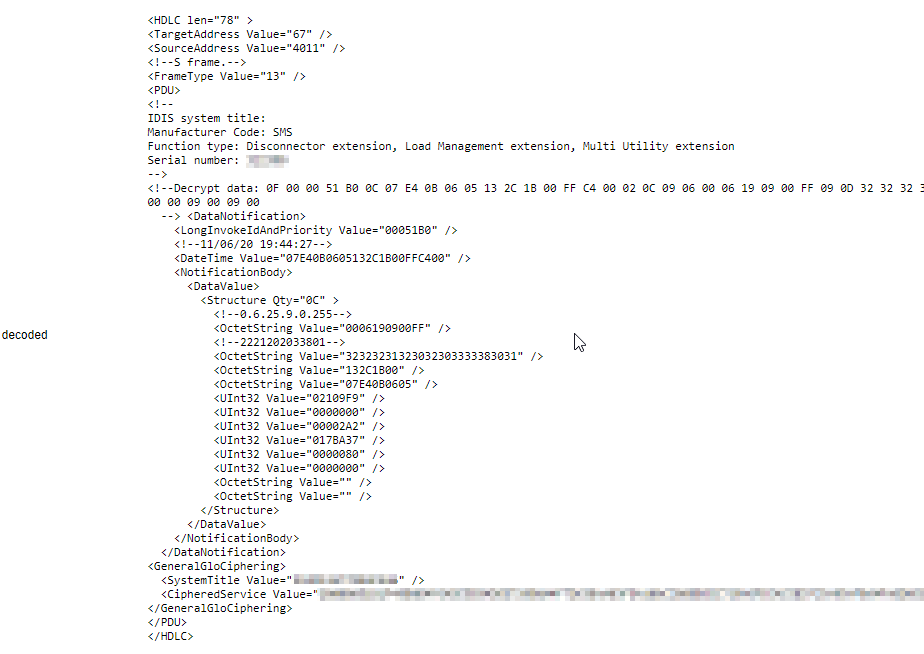 <HDLC len="78" >
<TargetAddress Value="67" />
<SourceAddress Value="4011" />
<!--S frame.-->
<FrameType Value="13" />
<PDU>
<!--
IDIS system title:
Manufacturer Code: SMS
Function type: Disconnector extension, Load Management extension, Multi Utility extension
Serial number:
-->
<!--Decrypt data: 0F 00 00 51 B0 0C 07 E4 0B 06 05 13 2C 1B 00 FF C4 00 02 0C 09 06 00 06 19 09 00 FF 09 0D 32 32 32 3
00 00 09 00 09 00
--> <DataNotification>
<LongInvokeIdAndPriority Value="00051B0" />
<!--11/06/20 19:44:27-->
<DateTime Value="07E40B0605132C1B00FFC400" />
<NotificationBody>
<DataValue>
<Structure Qty="0C" >
<!--0.6.25.9.0.255-->
<OctetString Value="0006190900FF" />
<!--2221202033801-->
decoded
<OctetString Value="32323231323032303333383031" />
<OctetString Value="132C1B00" />
<OctetString Value="07E40B0605" />
<UInt32 Value="02109F9" />
<UInt32 Value="0000000" />
<UInt32 Value="00002A2" />
<UInt32 Value="017BA37" />
<UInt32 Value="0000080" />
<UInt32 Value="0000000" />
<OctetString Value="" />
<OctetString Value="" />
</Structure>
</DataValue>
</NotificationBody>
</DataNotification>
<GeneralGloCiphering>
<SystemTitle Value=" " />
<CipheredService Value="
</GeneralGloCiphering>
</PDU>
</HDLC>